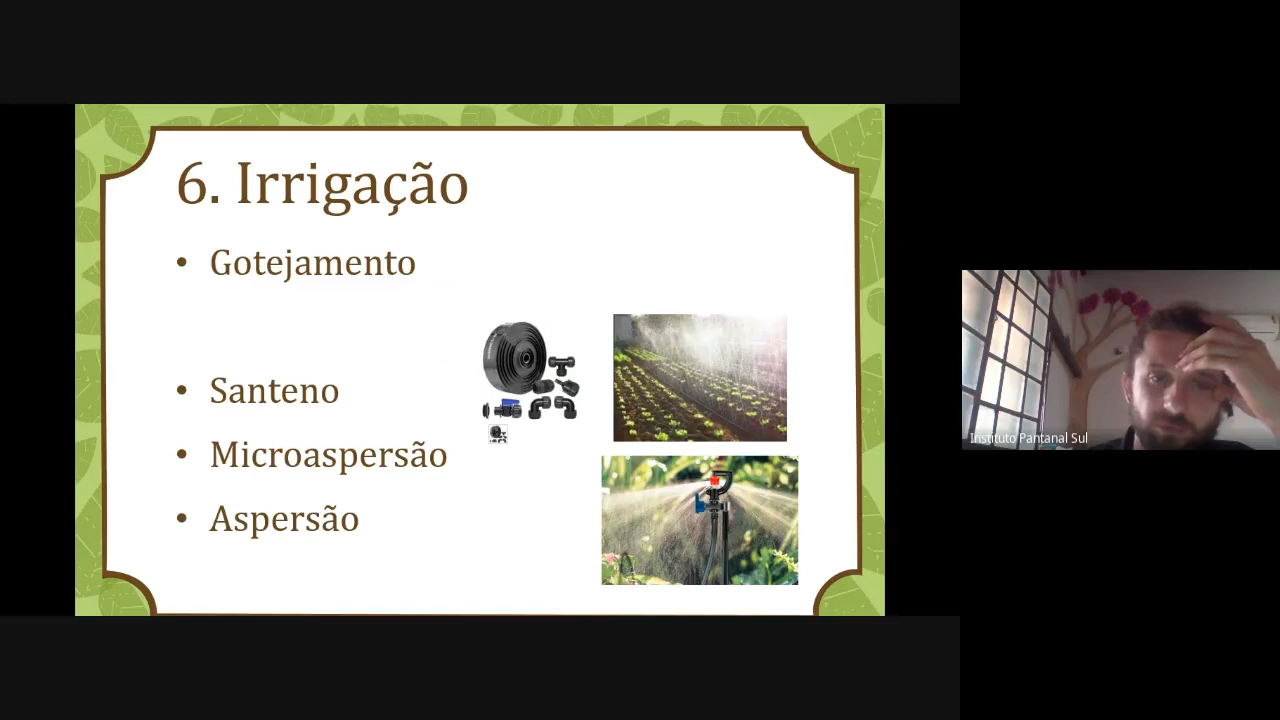 6. Irrigação
• Gotejamento
• Santeno
• Microaspersão
• Aspersão
Instituto Pantanal Sul